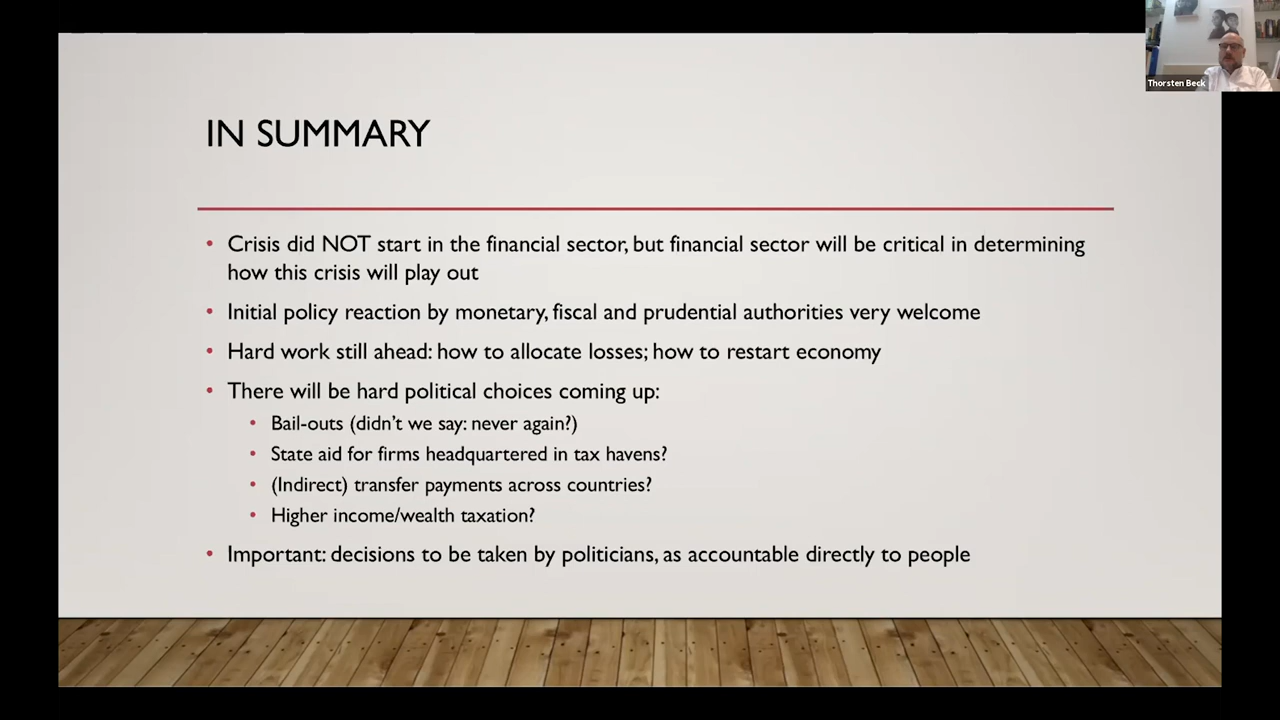 Thorsten Beck
IN SUMMARY
• Crisis did NOT start in the financial sector, but financial sector will be critical in determining
how this crisis will play out
• Initial policy reaction by monetary, fiscal and prudential authorities very welcome
• Hard work still ahead: how to allocate losses; how to restart economy
• There will be hard political choices coming up:
• Bail-outs (didn't we say: never again?)
• State aid for firms headquartered in tax havens?
• (Indirect) transfer payments across countries?
• Higher income/wealth taxation?
• Important: decisions to be taken by politicians, as accountable directly to people